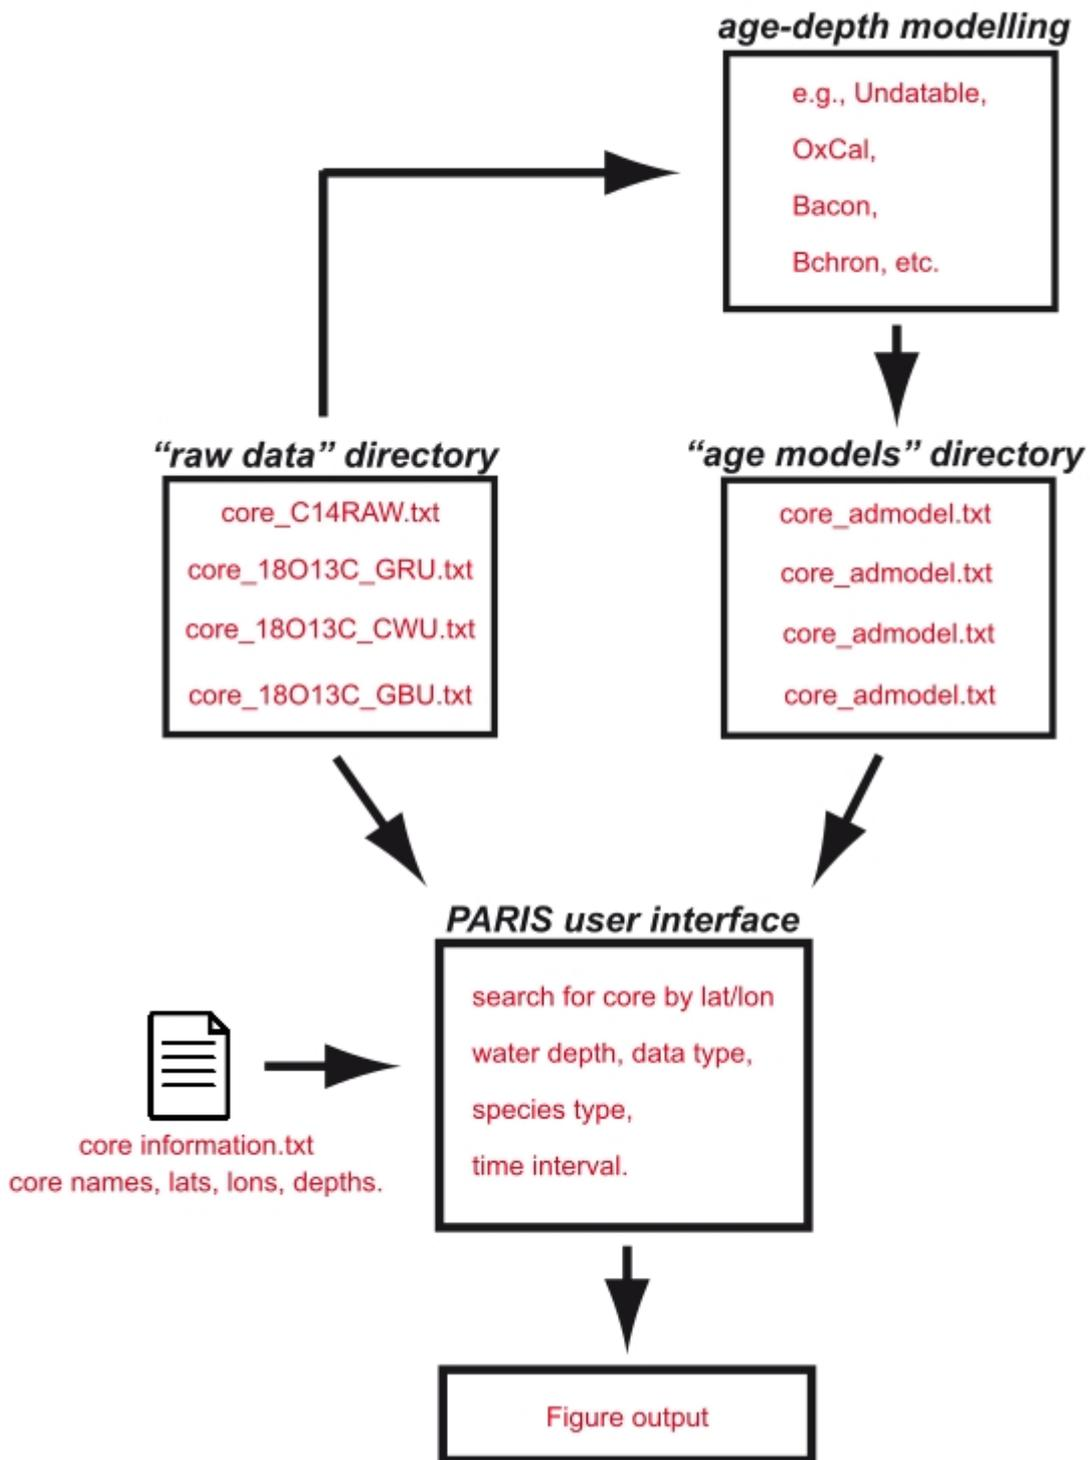 age-depth modelling
e.g., Undatable,
OxCal,
Bacon,
Bchron, etc.
“raw data” directory
core_C14RAW.txt
core_18O13C_GRU.txt
core_18O13C_CWU.txt
core_18O13C_GBU.txt
“age models” directory
core_admodel.txt
core_admodel.txt
core_admodel.txt
core_admodel.txt
PARIS user interface
search for core by lat/lon
water depth, data type,
species type,
time interval.
core information.txt
core names, lats, lons, depths.
Figure output